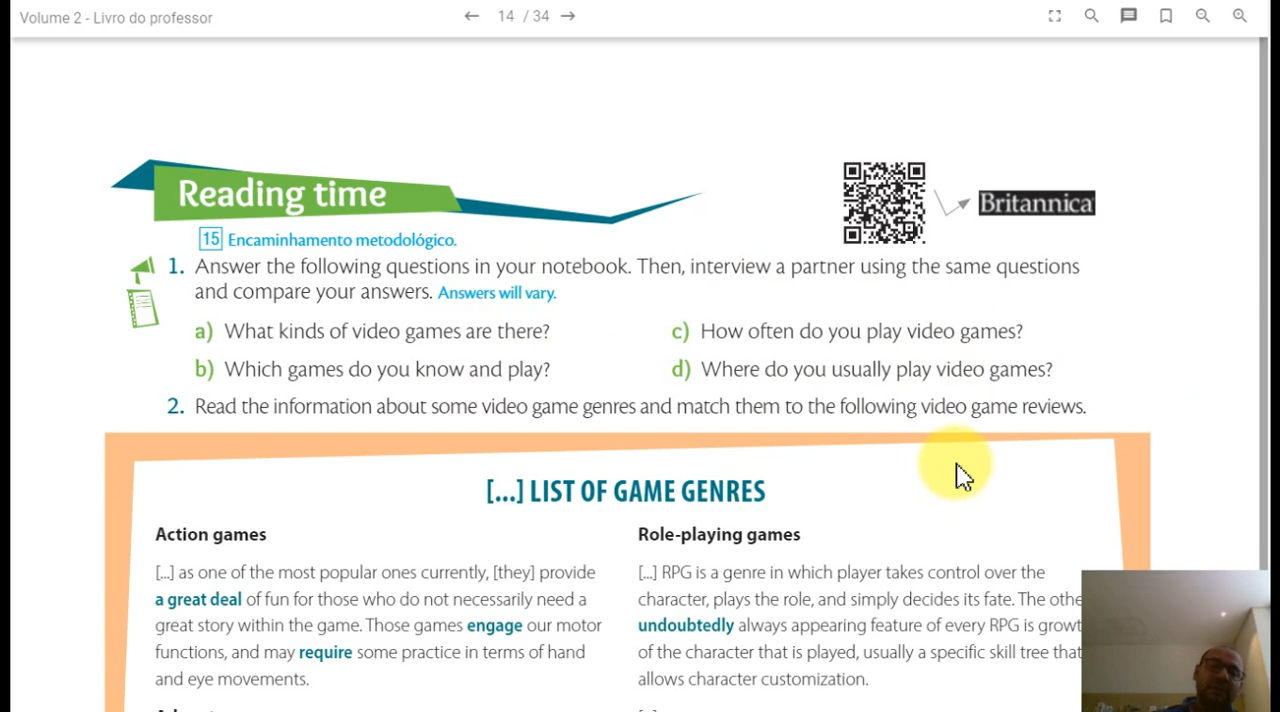 Volume 2 - Livro do professor
14 / 34
Reading time
Britannica
15 Encaminhamento metodológico.
1. Answer the following questions in your notebook. Then, interview a partner using the same questions
and compare your answers. Answers will vary.
a) What kinds of video games are there?
c) How often do you play video games?
b) Which games do you know and play?
d) Where do you usually play video games?
2. Read the information about some video game genres and match them to the following video game reviews.
[...] LIST OF GAME GENRES
Action games
[...] as one of the most popular ones currently, [they] provide
a great deal of fun for those who do not necessarily need a
great story within the game. Those games engage our motor
functions, and may require some practice in terms of hand
and eye movements.
Role-playing games
[...] RPG is a genre in which player takes control over the
character, plays the role, and simply decides its fate. The othe
undoubtedly always appearing feature of every RPG is growt
of the character that is played, usually a specific skill tree that
allows character customization.